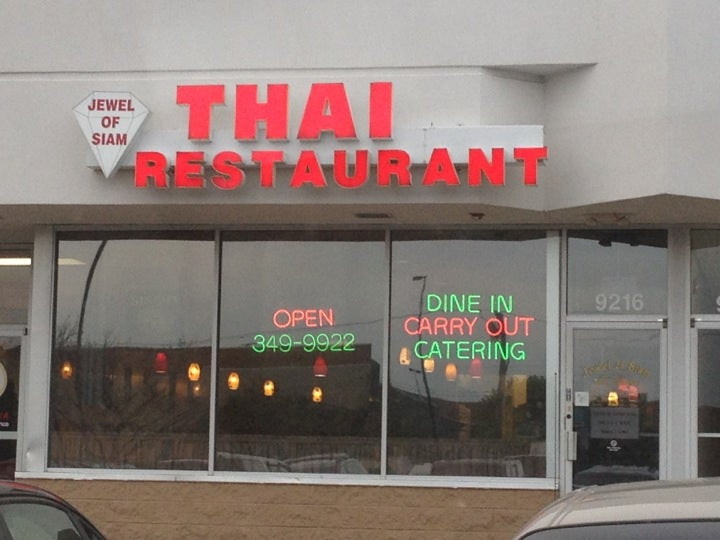 JEWEL
OF
SIAM
THAI
RESTAURANT
OPEN
349-9922
DINE IN
CARRY OUT
CATERING
9216